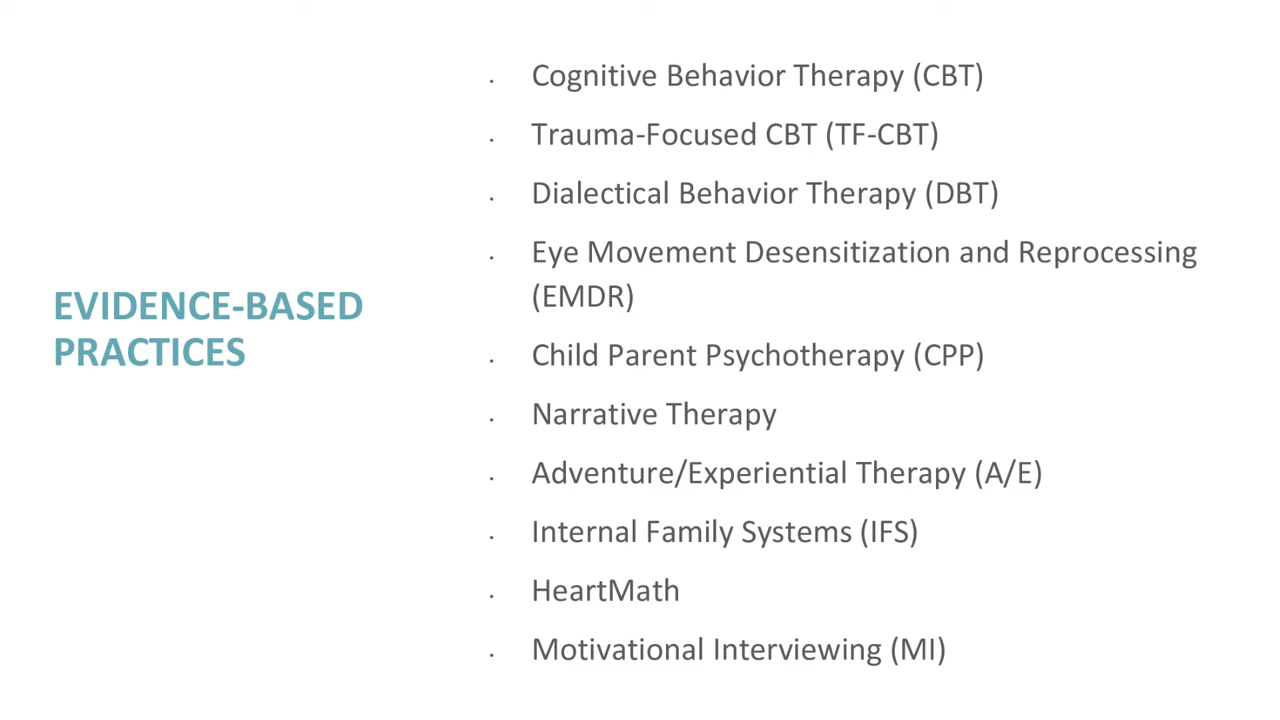 EVIDENCE-BASED
PRACTICES
· Cognitive Behavior Therapy (CBT)
· Trauma-Focused CBT (TF-CBT)
· Dialectical Behavior Therapy (DBT)
· Eye Movement Desensitization and Reprocessing
(EMDR)
· Child Parent Psychotherapy (CPP)
· Narrative Therapy
· Adventure/Experiential Therapy (A/E)
· Internal Family Systems (IFS)
· HeartMath
· Motivational Interviewing (MI)